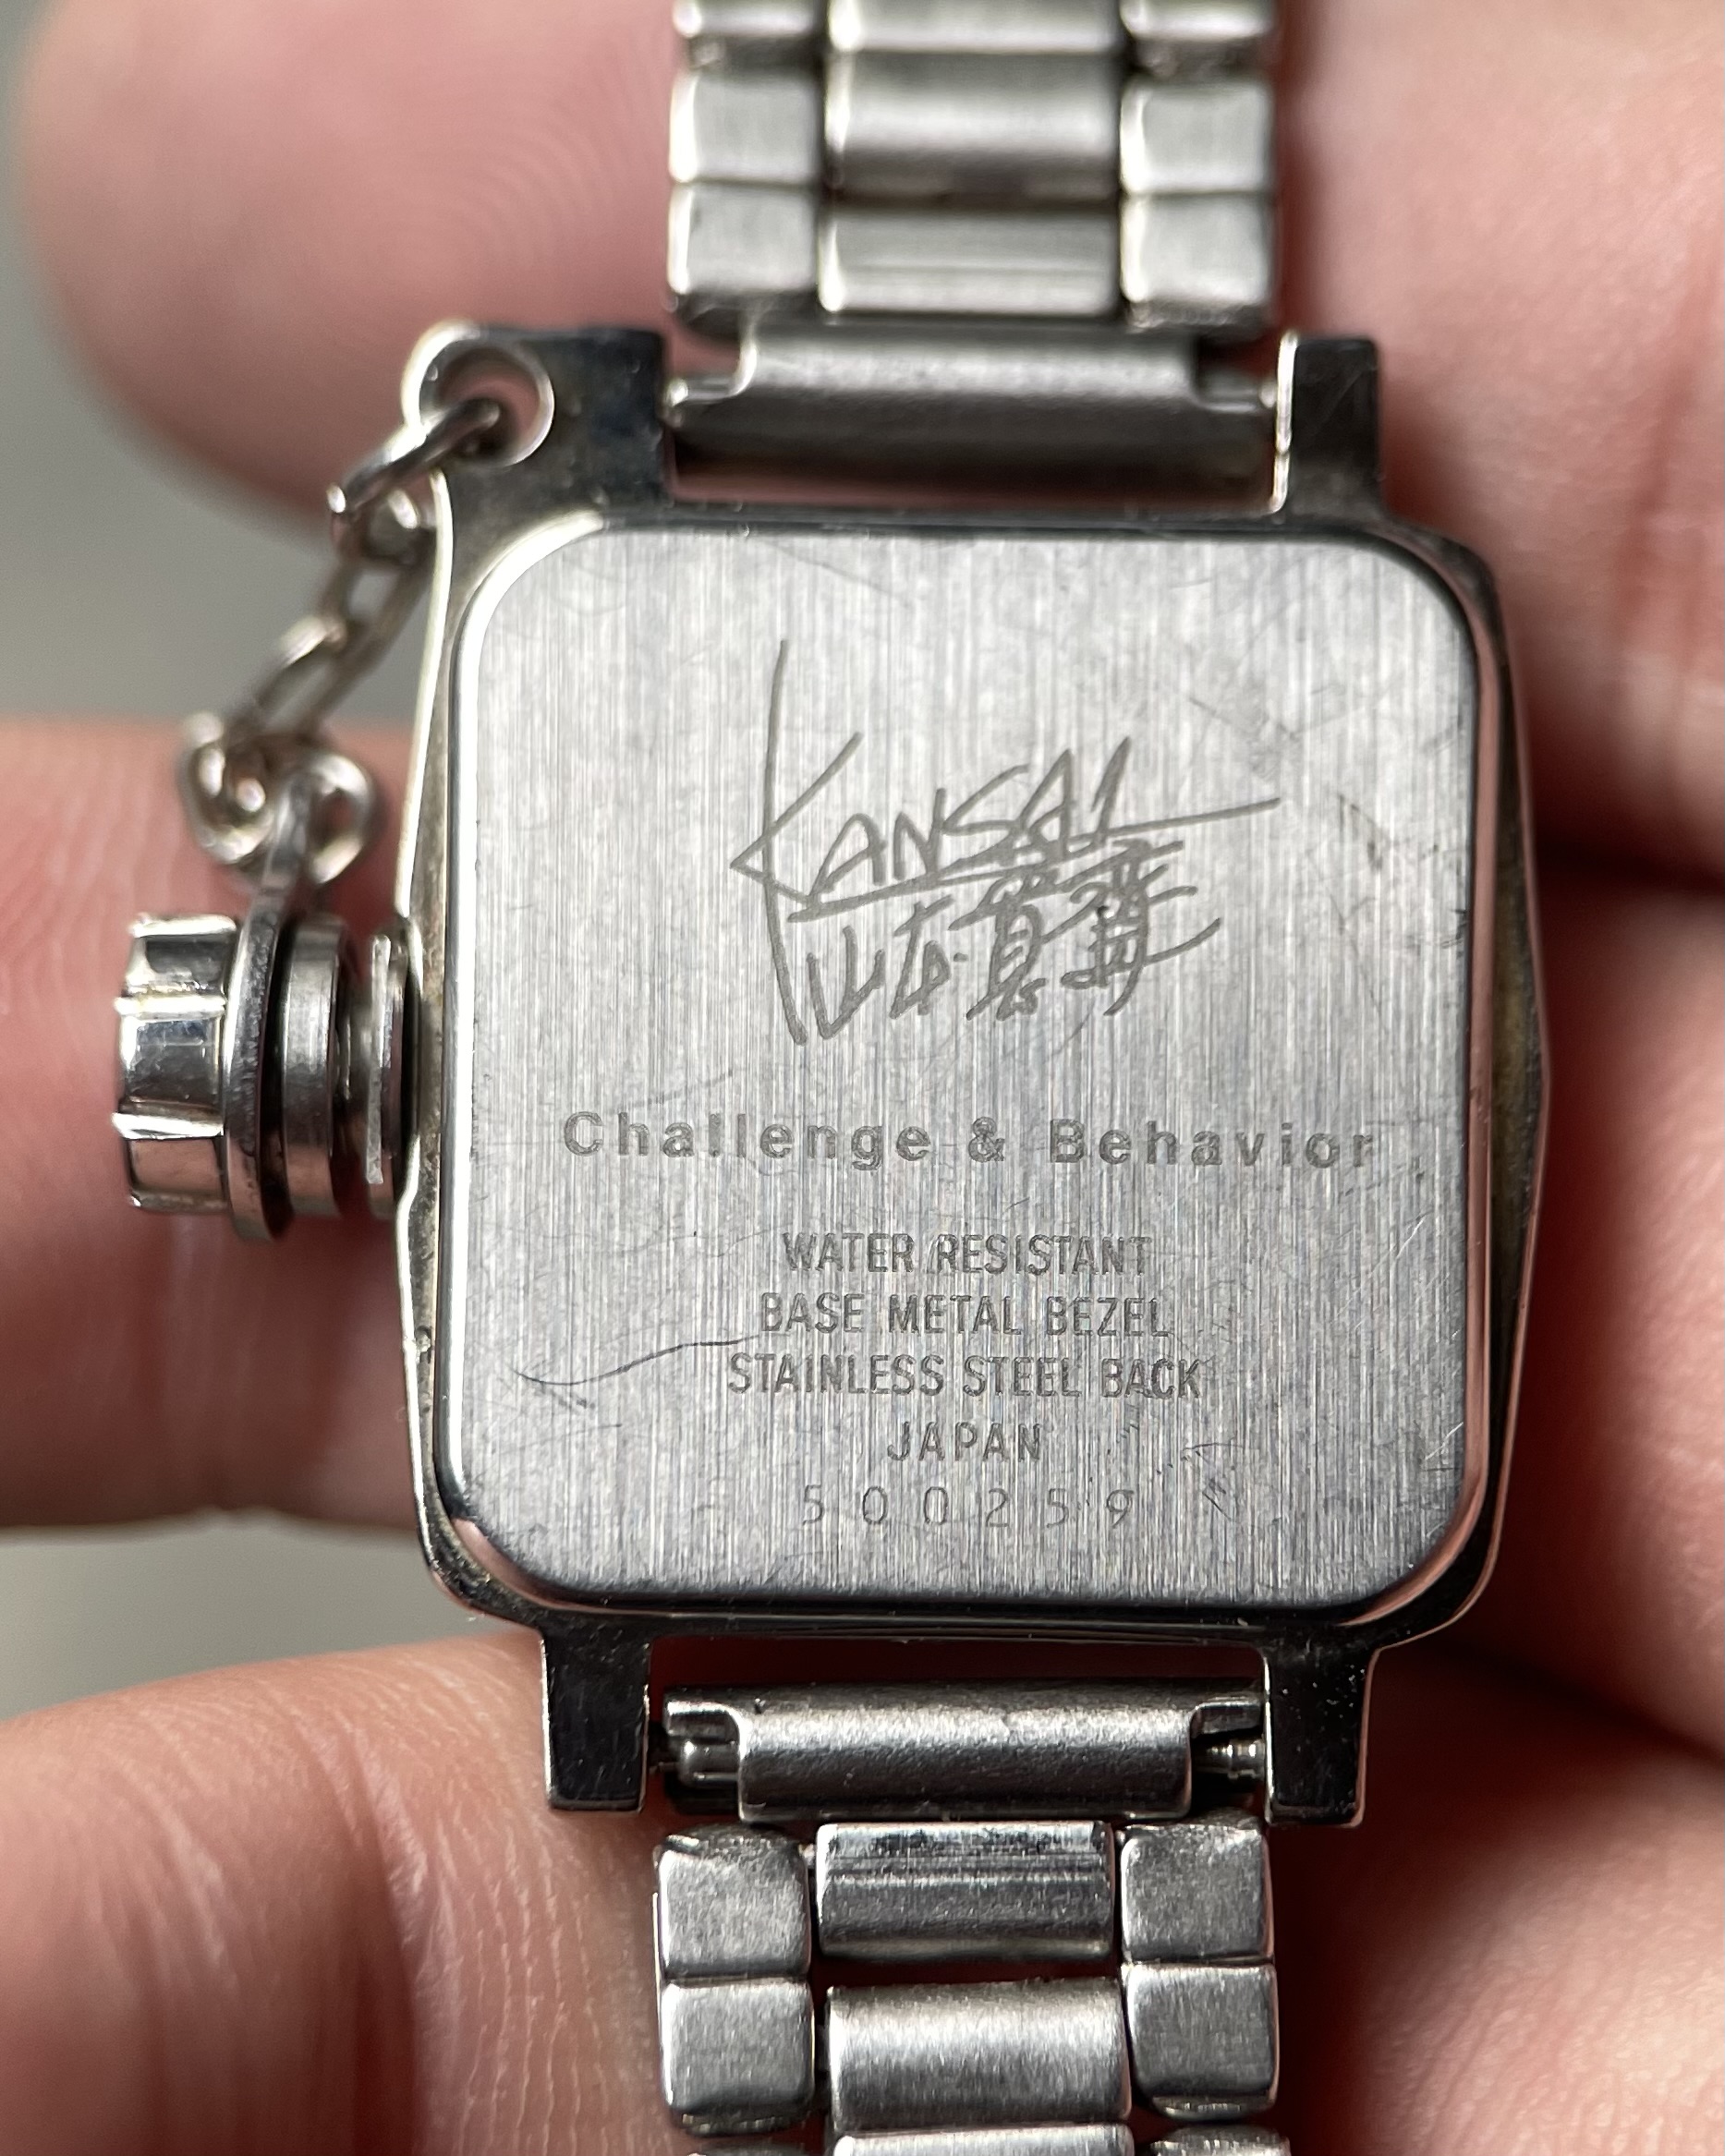 KANSAI
山本寛斎
Challenge & Behavior
WATER RESISTANT
BASE METAL BEZEL
STAINLESS STEEL BACK
JAPAN
500259